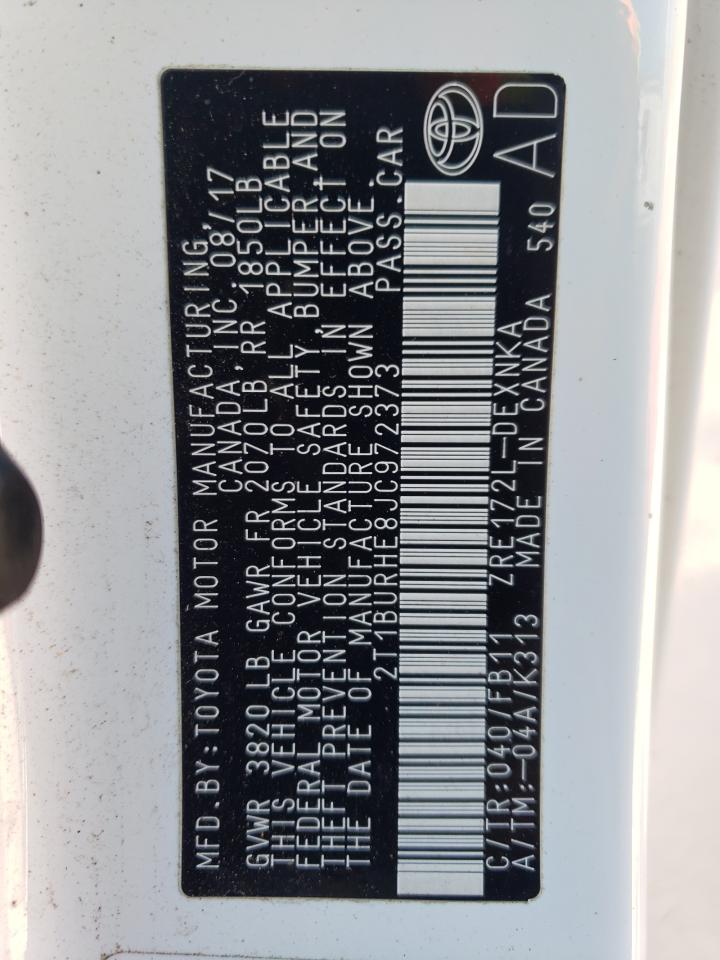 MFD.BY:TOYOTA MOTOR MANUFACTURING,
CANADA, INC. 08/17
GVWR 3820 LB GAWR FR 2070LB RR 1850LB
THIS VEHICLE CONFORMS TO ALL APPLICABLE
FEDERAL MOTOR VEHICLE SAFETY, BUMPER, AND
THEFT PREVENTION STANDARDS IN EFFECT ON
THE DATE OF MANUFACTURE SHOWN ABOVE.
2T1BURHE8JC972373 PASS.CAR
C/TR:040/FB11 ZRE172L-DEXNKA
A/TM:-04A/K313 MADE IN CANADA 540
AD